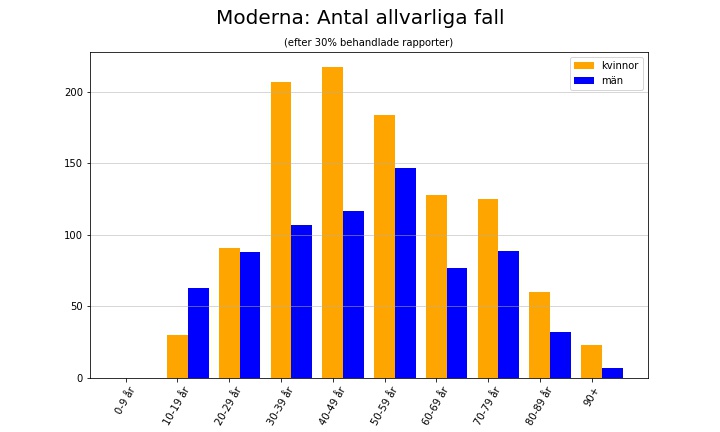 Moderna: Antal allvarliga fall
(efter 30% behandlade rapporter)
kvinnor
män
200
150
100
50
0
0-9 år
10-19 år
20-29 år
30-39 år
40-49 år
50-59 år
60-69 år
70-79 år
80-89 år
90+